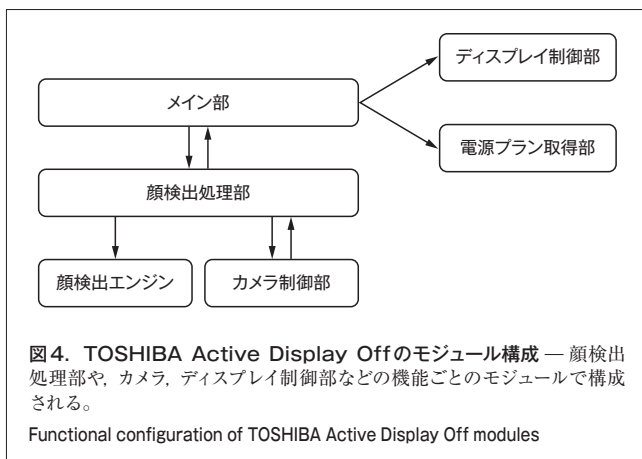 ディスプレイ制御部
メイン部
電源プラン取得部
顔検出処理部
顔検出エンジン
カメラ制御部
図4. TOSHIBA Active Display Offのモジュール構成 — 顔検出
処理部や, カメラ, ディスプレイ制御部などの機能ごとのモジュールで構成
される。
Functional configuration of TOSHIBA Active Display Off modules